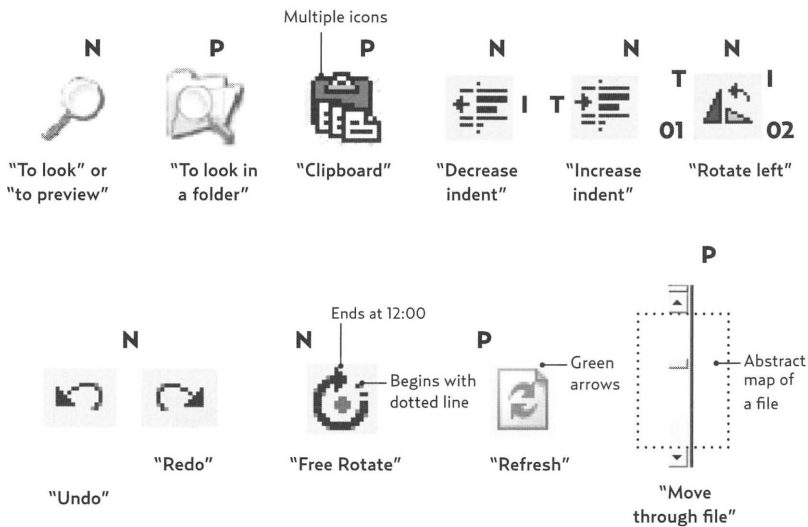 Multiple icons
N
P
P
N
N
N
I
T
T
I
01
02
"To look" or
"to preview"
"To look in
a folder"
"Clipboard"
"Decrease
indent"
"Increase
indent"
"Rotate left"
P
Ends at 12:00
N
N
P
Begins with
dotted line
Green
arrows
Abstract
map of
a file
"Undo"
"Redo"
"Free Rotate"
"Refresh"
"Move
through file"